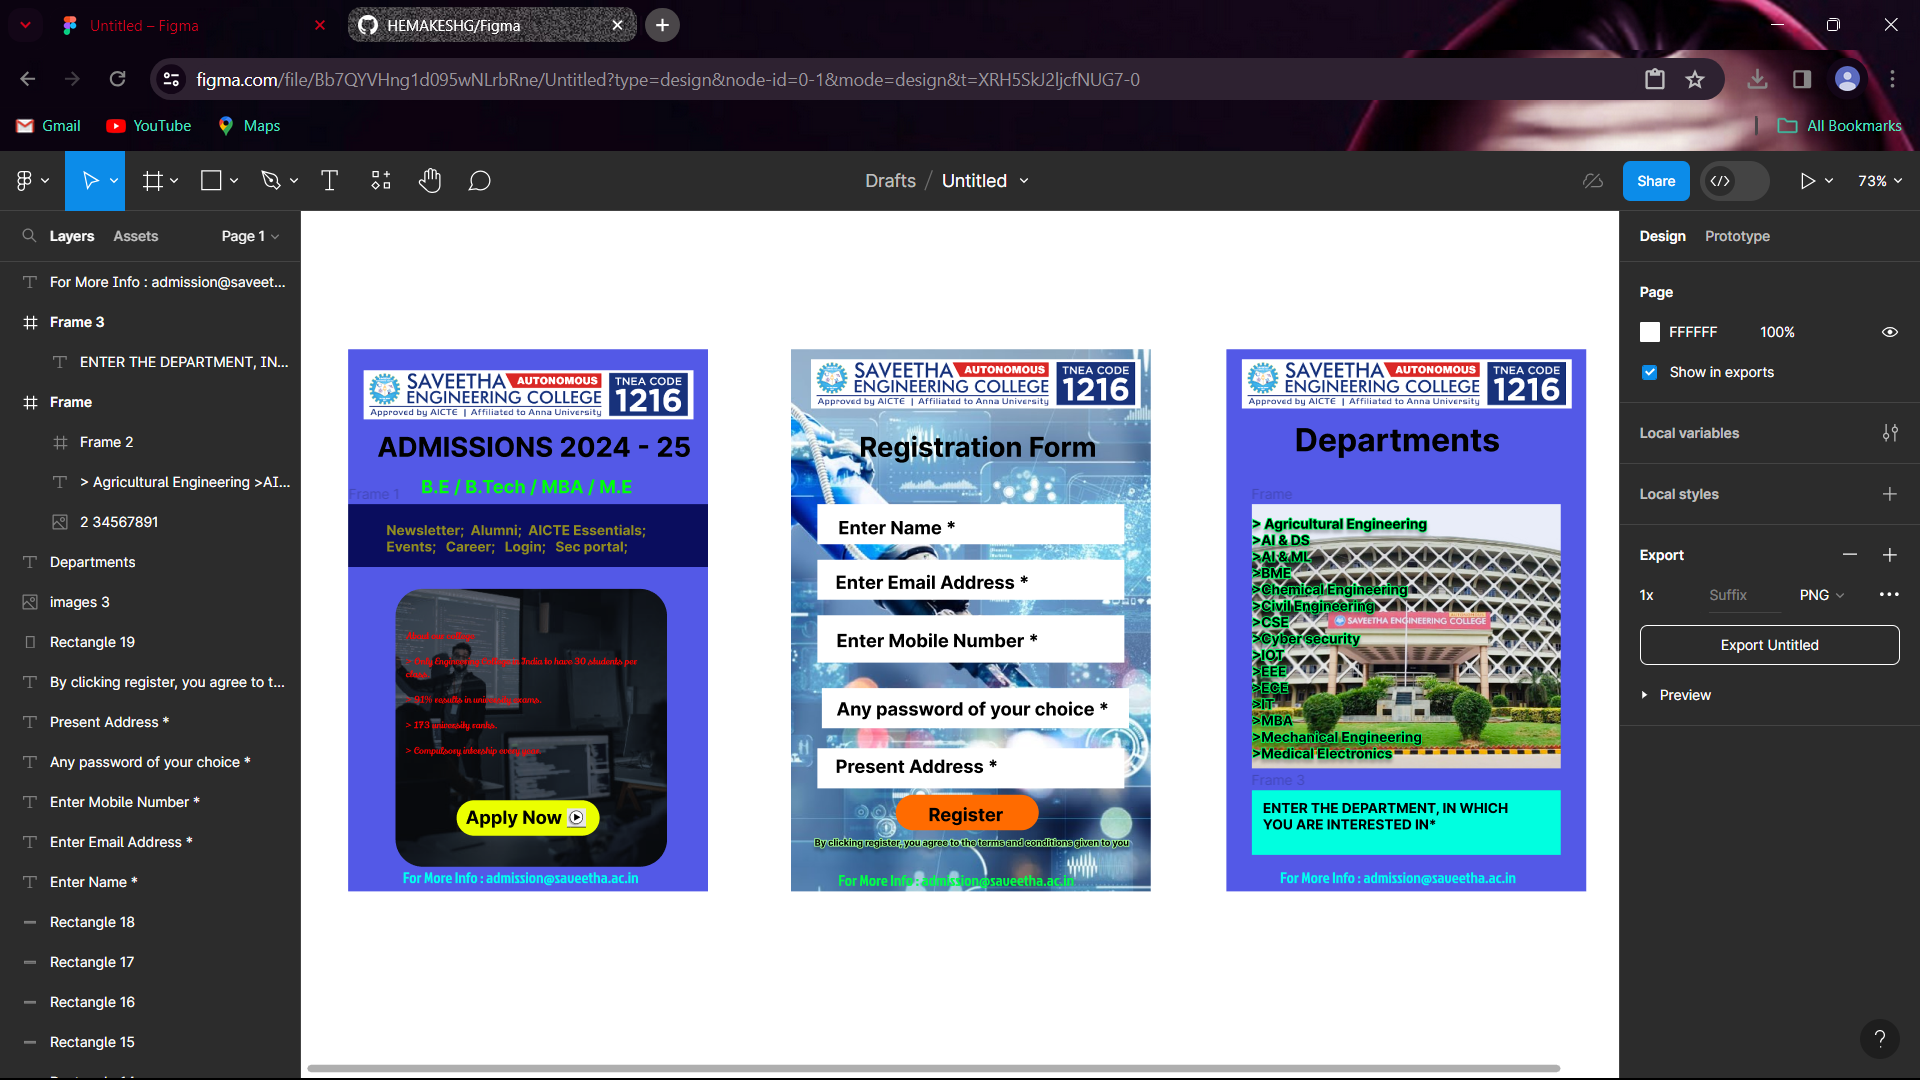 Untitled – Figma
HEMAKESHG/Figma
figma.com/file/Bb7QYVHng1d095wNLrbRne/Untitled?type=design&node-id=0-1&mode=design&t=XRH5SkJ2ljcfNUG7-0
Gmail
YouTube
Maps
All Bookmarks
Drafts / Untitled
Share
73%
Layers
Assets
Page 1
For More Info : admission@saveet...
Frame 3
ENTER THE DEPARTMENT, IN...
Frame
Frame 2
> Agricultural Engineering >AI...
2 34567891
Departments
images 3
Rectangle 19
By clicking register, you agree to t...
Present Address *
Any password of your choice *
Enter Mobile Number *
Enter Email Address *
Enter Name *
Rectangle 18
Rectangle 17
Rectangle 16
Rectangle 15
SAVEETHA AUTONOMOUS
ENGINEERING COLLEGE
Approved by AICTE | Affiliated to Anna University
TNEA CODE
1216
ADMISSIONS 2024 - 25
B.E / B.Tech / MBA / M.E
Frame 1
Newsletter; Alumni; AICTE Essentials;
Events; Career; Login; Sec portal;
About our college
> Only Engineering College in India to have 30 students per
class.
> 91% results in university exams.
> 173 university ranks.
> Compulsory intership every year.
Apply Now
For More Info : admission@saveetha.ac.in
SAVEETHA AUTONOMOUS
ENGINEERING COLLEGE
Approved by AICTE | Affiliated to Anna University
TNEA CODE
1216
Registration Form
Enter Name *
Enter Email Address *
Enter Mobile Number *
Any password of your choice *
Present Address *
Register
By clicking register, you agree to the terms and conditions given to you
For More Info : admission@saveetha.ac.in
SAVEETHA AUTONOMOUS
ENGINEERING COLLEGE
Approved by AICTE | Affiliated to Anna University
TNEA CODE
1216
Departments
Frame
> Agricultural Engineering
>AI & DS
>AI & ML
>BME
>Chemical Engineering
>Civil Engineering
>CSE
>Cyber security
>IOT
>EEE
>ECE
>IT
>MBA
>Mechanical Engineering
>Medical Electronics
SAVEETHA ENGINEERING COLLEGE
Frame 3
ENTER THE DEPARTMENT, IN WHICH
YOU ARE INTERESTED IN*
For More Info : admission@saveetha.ac.in
Design
Prototype
Page
FFFFFF
100%
Show in exports
Local variables
Local styles
Export
1x
Suffix
PNG
Export Untitled
Preview
?